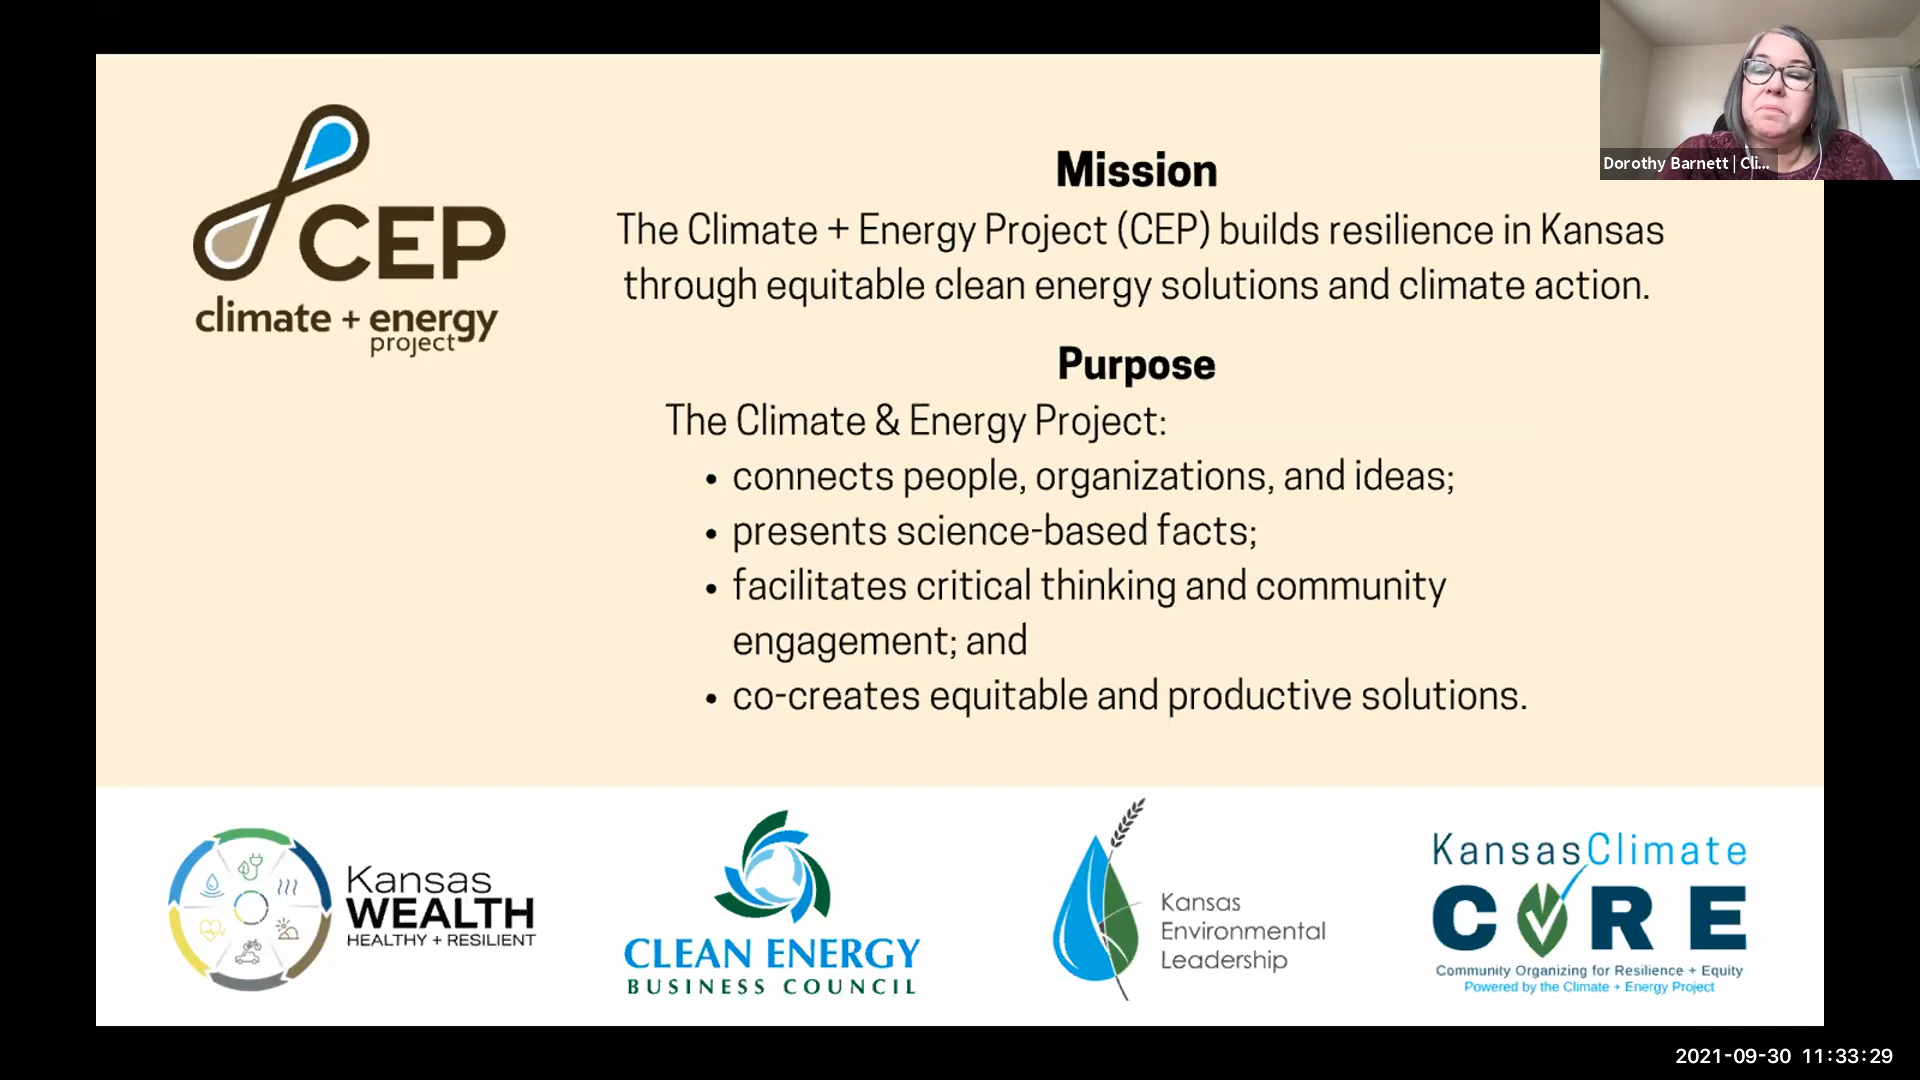 Dorothy Barnett | Cli...
CEP
climate + energy
project
Mission
The Climate + Energy Project (CEP) builds resilience in Kansas
through equitable clean energy solutions and climate action.
Purpose
The Climate & Energy Project:
• connects people, organizations, and ideas;
• presents science-based facts;
• facilitates critical thinking and community
engagement; and
• co-creates equitable and productive solutions.
Kansas
WEALTH
HEALTHY + RESILIENT
CLEAN ENERGY
BUSINESS COUNCIL
Kansas
Environmental
Leadership
KansasClimate
CORE
Community Organizing for Resilience + Equity
Powered by the Climate + Energy Project
2021-09-30 11:33:29